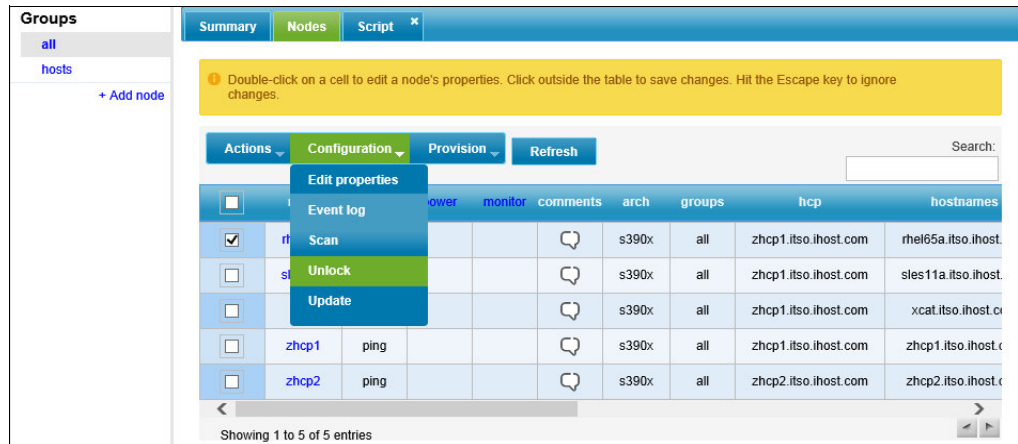 Groups
all
hosts
+ Add node
Summary Nodes Script ×
Double-click on a cell to edit a node's properties. Click outside the table to save changes. Hit the Escape key to ignore
changes.
Actions Configuration Provision Refresh
Search:
Edit properties
Event log
Scan
Unlock
Update
monitor comments arch groups hcp hostnames
s390x all zhcp1.itso.ihost.com rhel65a.itso.ihost.
s390x all zhcp1.itso.ihost.com sles11a.itso.ihost.
s390x all zhcp1.itso.ihost.com xcat.itso.ihost.co
zhcp1 ping s390x all zhcp1.itso.ihost.com zhcp1.itso.ihost.c
zhcp2 ping s390x all zhcp2.itso.ihost.com zhcp2.itso.ihost.c
Showing 1 to 5 of 5 entries